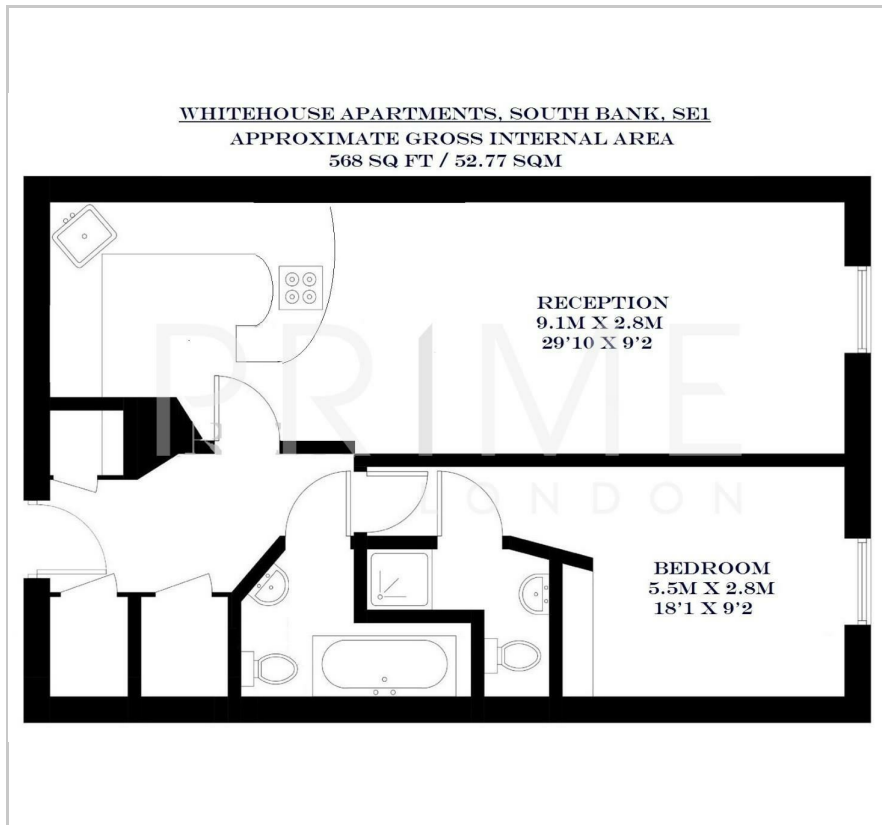 WHITEHOUSE APARTMENTS, SOUTH BANK, SE1
APPROXIMATE GROSS INTERNAL AREA
568 SQ FT / 52.77 SQM
RECEPTION
9.1M X 2.8M
29'10 X 9'2
PRIME
LONDON
BEDROOM
5.5M X 2.8M
18'1 X 9'2